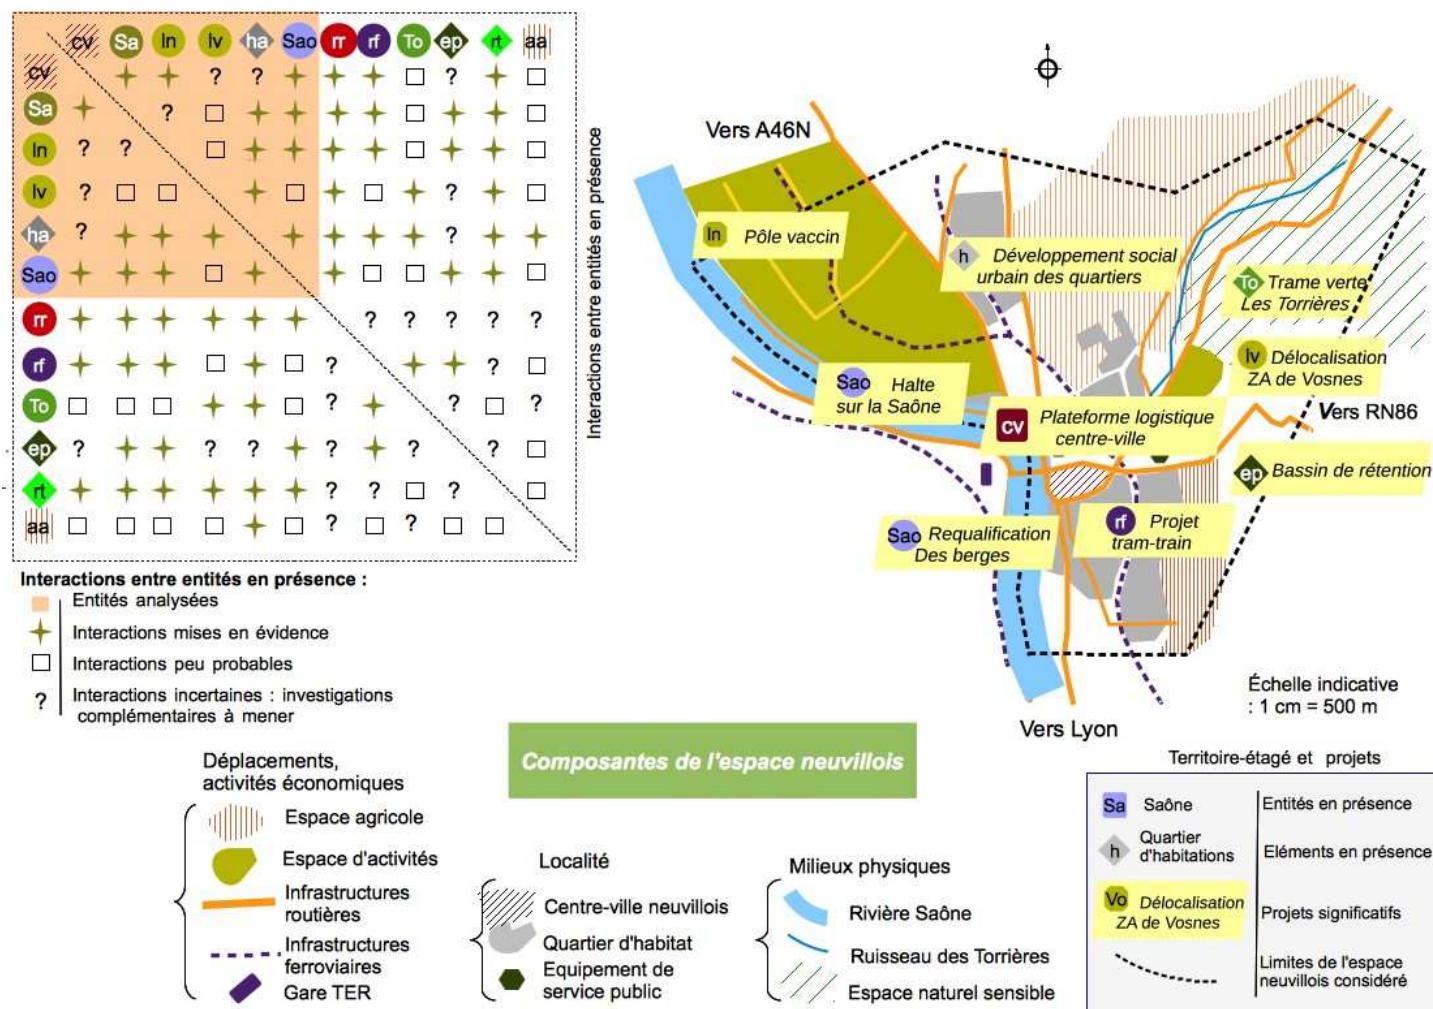 cv Sa In Iv ha Sao rr rf To ep rt aa
cv ? ? ?
Sa ?
In ? ?
Iv ? ?
ha ? ?
Sao
rr ? ? ? ? ?
rf ? ?
To ? ? ?
ep ? ? ? ? ? ?
rt ? ? ?
aa ? ?
Interactions entre entités en présence
Interactions entre entités en présence :
Entités analysées
Interactions mises en évidence
Interactions peu probables
? Interactions incertaines : investigations
complémentaires à mener
Vers A46N
In Pôle vaccin
h Développement social
urbain des quartiers
To Trame verte
Les Torrières
Iv Délocalisation
ZA de Vosnes
Sao Halte
sur la Saône
cv Plateforme logistique
centre-ville
Vers RN86
ep Bassin de rétention
Sao Requalification
Des berges
rf Projet
tram-train
Vers Lyon
Échelle indicative
: 1 cm = 500 m
Composantes de l'espace neuvillois
Déplacements,
activités économiques
Espace agricole
Espace d'activités
Infrastructures
routières
Infrastructures
ferroviaires
Gare TER
Localité
Centre-ville neuvillois
Quartier d'habitat
Equipement de
service public
Milieux physiques
Rivière Saône
Ruisseau des Torrières
Espace naturel sensible
Territoire-étagé et projets
Sa Saône
Entités en présence
h Quartier
d'habitations
Eléments en présence
Vo Délocalisation
ZA de Vosnes
Projets significatifs
Limites de l'espace
neuvillois considéré